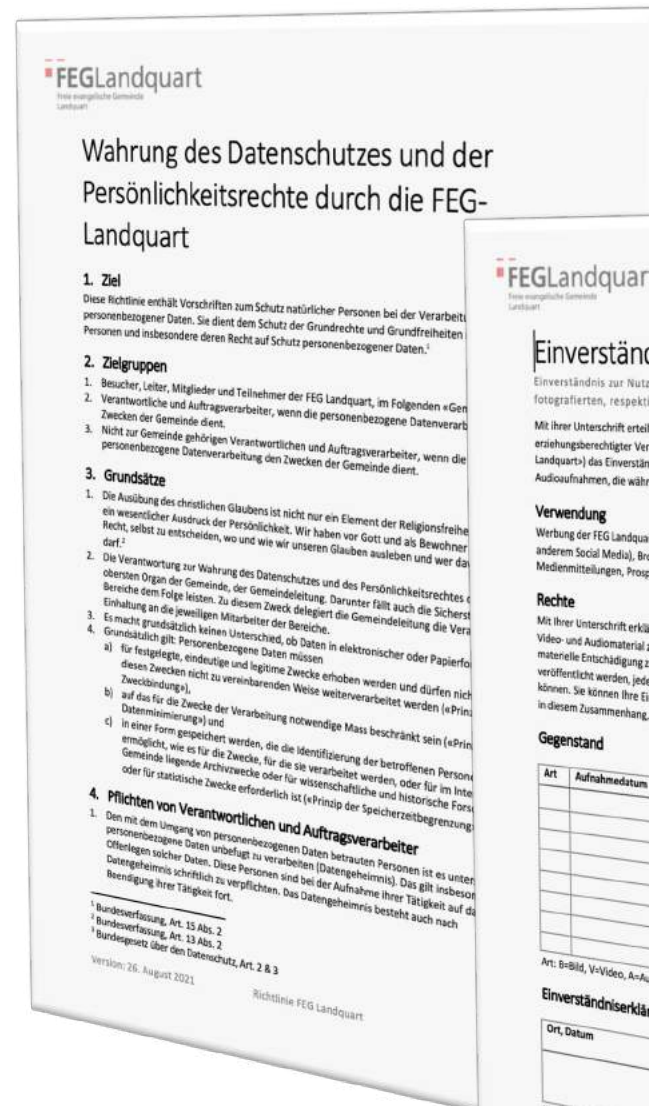 FEGLandquart
Freie evangelische Gemeinde
Landquart
Wahrung des Datenschutzes und der
Persönlichkeitsrechte durch die FEG-
Landquart
1. Ziel
Diese Richtlinie enthält Vorschriften zum Schutz natürlicher Personen bei der Verarbeit
personenbezogener Daten. Sie dient dem Schutz der Grundrechte und Grundfreiheiten
Personen und insbesondere deren Recht auf Schutz personenbezogener Daten.¹
2. Zielgruppen
1. Besucher, Leiter, Mitglieder und Teilnehmer der FEG Landquart, im Folgenden «Gem
2. Verantwortliche und Auftragsverarbeiter, wenn die personenbezogene Datenverarb
Zwecken der Gemeinde dient.
3. Nicht zur Gemeinde gehörigen Verantwortlichen und Auftragsverarbeiter, wenn die
personenbezogene Datenverarbeitung den Zwecken der Gemeinde dient.
3. Grundsätze
1. Die Ausübung des christlichen Glaubens ist nicht nur ein Element der Religionsfreihe
ein wesentlicher Ausdruck der Persönlichkeit. Wir haben vor Gott und als Bewohner
Recht, selbst zu entscheiden, wo und wie wir unseren Glauben ausleben und wer da
darf.²
2. Die Verantwortung zur Wahrung des Datenschutzes und des Persönlichkeitsrechtes
obersten Organ der Gemeinde, der Gemeindeleitung. Darunter fällt auch die Sicherst
Bereiche dem Folge leisten. Zu diesem Zweck delegiert die Gemeindeleitung die Vera
Einhaltung an die jeweiligen Mitarbeiter der Bereiche.
3. Es macht grundsätzlich keinen Unterschied, ob Daten in elektronischer oder Papierfo
4. Grundsätzlich gilt: Personenbezogene Daten müssen
a) für festgelegte, eindeutige und legitime Zwecke erhoben werden und dürfen nich
diesen Zwecken nicht zu vereinbarenden Weise weiterverarbeitet werden («Prinz
Zweckbindung»),
b) auf das für die Zwecke der Verarbeitung notwendige Mass beschränkt sein («Prin
Datenminimierung») und
c) in einer Form gespeichert werden, die die Identifizierung der betroffenen Person
ermöglicht, wie es für die Zwecke, für die sie verarbeitet werden, oder für im Inte
Gemeinde liegende Archivzwecke oder für wissenschaftliche und historische Fors
oder für statistische Zwecke erforderlich ist («Prinzip der Speicherzeitbegrenzung
4. Pflichten von Verantwortlichen und Auftragsverarbeiter
1. Den mit dem Umgang von personenbezogenen Daten betrauten Personen ist es unter
personenbezogene Daten unbefugt zu verarbeiten (Datengeheimnis). Das gilt insbeson
Offenlegen solcher Daten. Diese Personen sind bei der Aufnahme ihrer Tätigkeit auf da
Datengeheimnis schriftlich zu verpflichten. Das Datengeheimnis besteht auch nach
Beendigung ihrer Tätigkeit fort.
¹ Bundesverfassung, Art. 15 Abs. 2
² Bundesverfassung, Art. 13 Abs. 2
³ Bundesgesetz über den Datenschutz, Art. 2 & 3
Version: 26. August 2021
Richtlinie FEG Landquart
FEGLandquar
Freie evangelische Gemeinde
Landquart
Einverständ
Einverständnis zur Nutz
fotografierten, respekti
Mit ihrer Unterschrift erteil
erziehungsberechtigter Ver
Landquart») das Einverstän
Audioaufnahmen, die währ
Verwendung
Werbung der FEG Landqua
anderem Social Media), Bro
Medienmitteilungen, Prosp
Rechte
Mit Ihrer Unterschrift erklä
Video- und Audiomaterial z
materielle Entschädigung z
veröffentlicht werden, jede
können. Sie können Ihre Ei
in diesem Zusammenhang,
Gegenstand
Art Aufnahmedatum
Art: B=Bild, V=Video, A=Au
Einverständniserklär
Ort, Datum